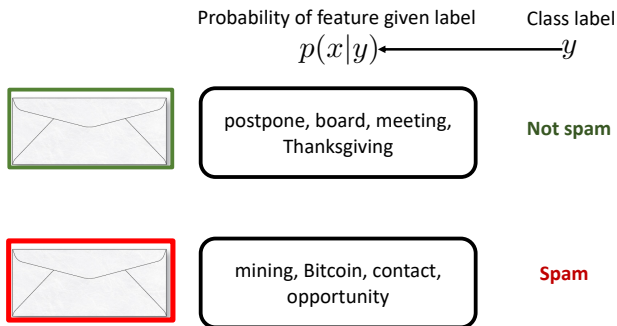 Probability of feature given label
Class label
p(x|y)
y
postpone, board, meeting,
Thanksgiving
Not spam
mining, Bitcoin, contact,
opportunity
Spam